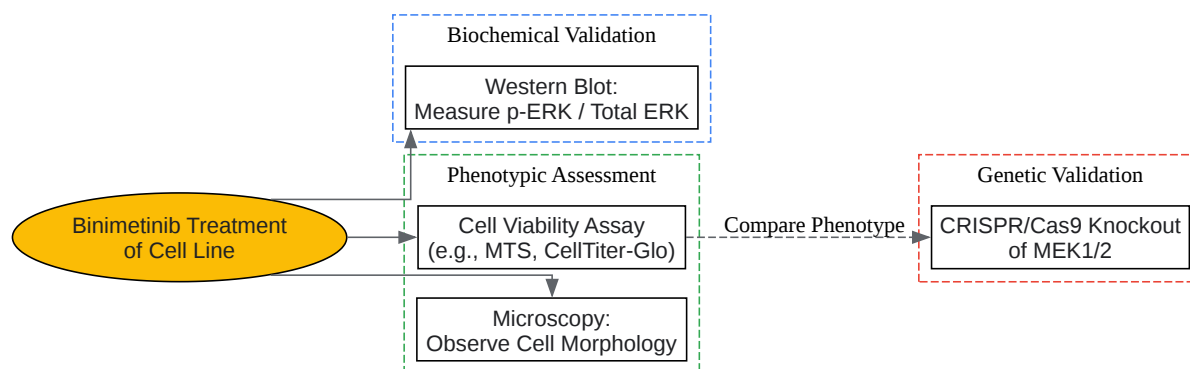 Biochemical Validation
Western Blot:
Measure p-ERK / Total ERK
Phenotypic Assessment
Genetic Validation
Binimetinib Treatment
of Cell Line
Cell Viability Assay
(e.g., MTS, CellTiter-Glo)
Compare Phenotype
CRISPR/Cas9 Knockout
of MEK1/2
Microscopy:
Observe Cell Morphology